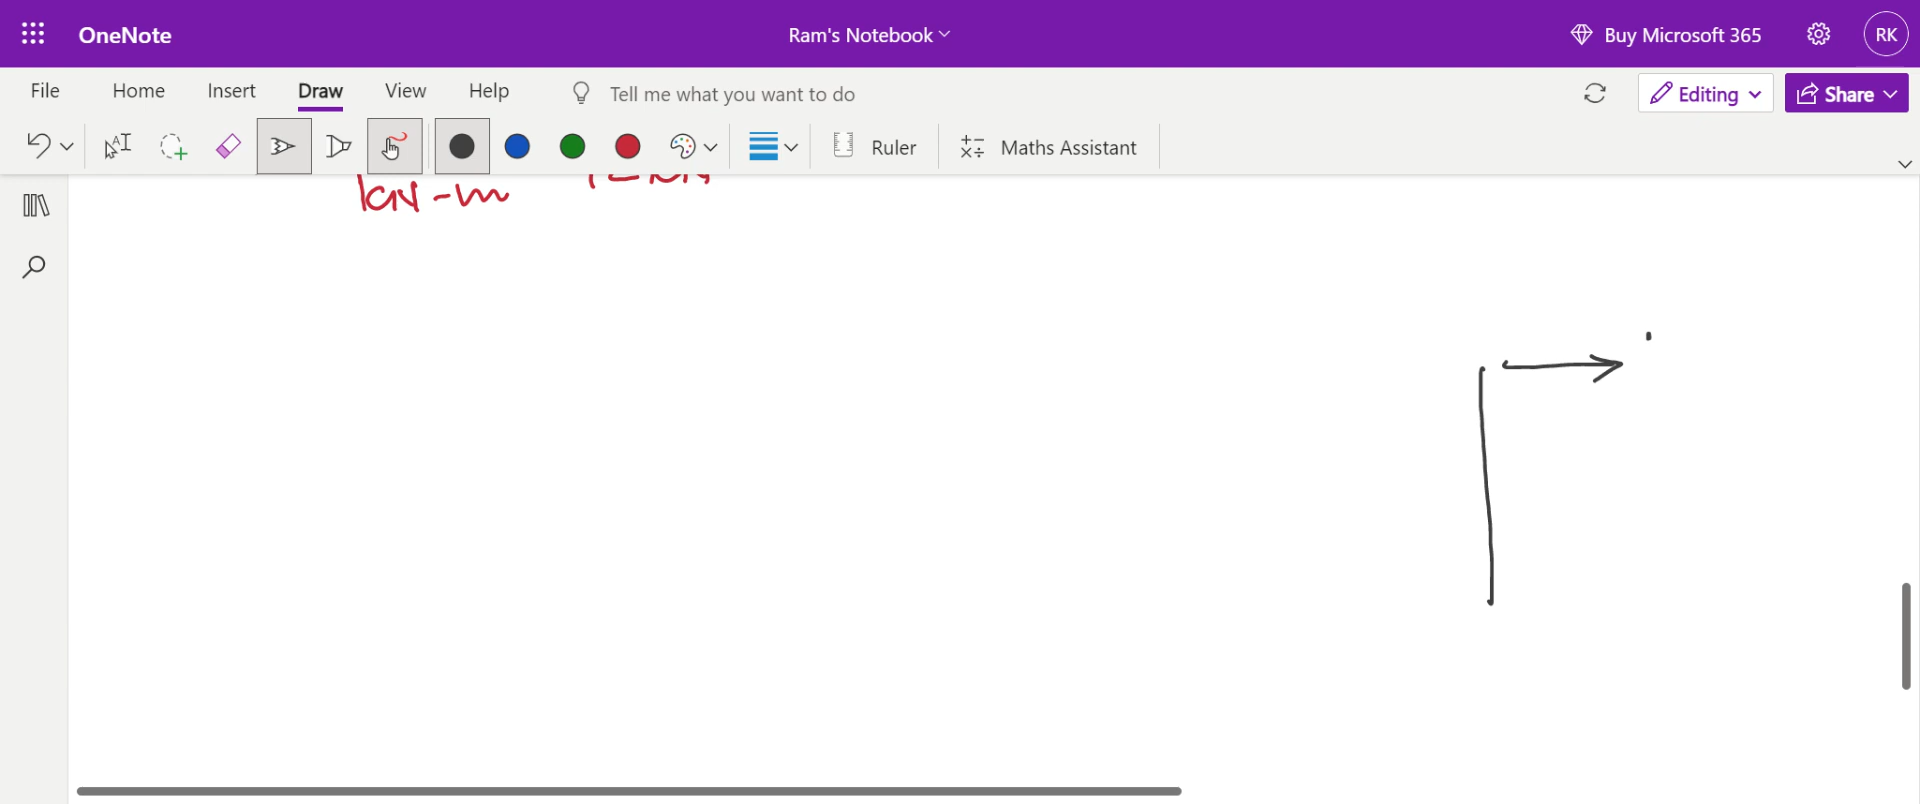 OneNote
Ram's Notebook
Buy Microsoft 365
RK
File Home Insert Draw View Help Tell me what you want to do
Editing
Share
Ruler
Maths Assistant